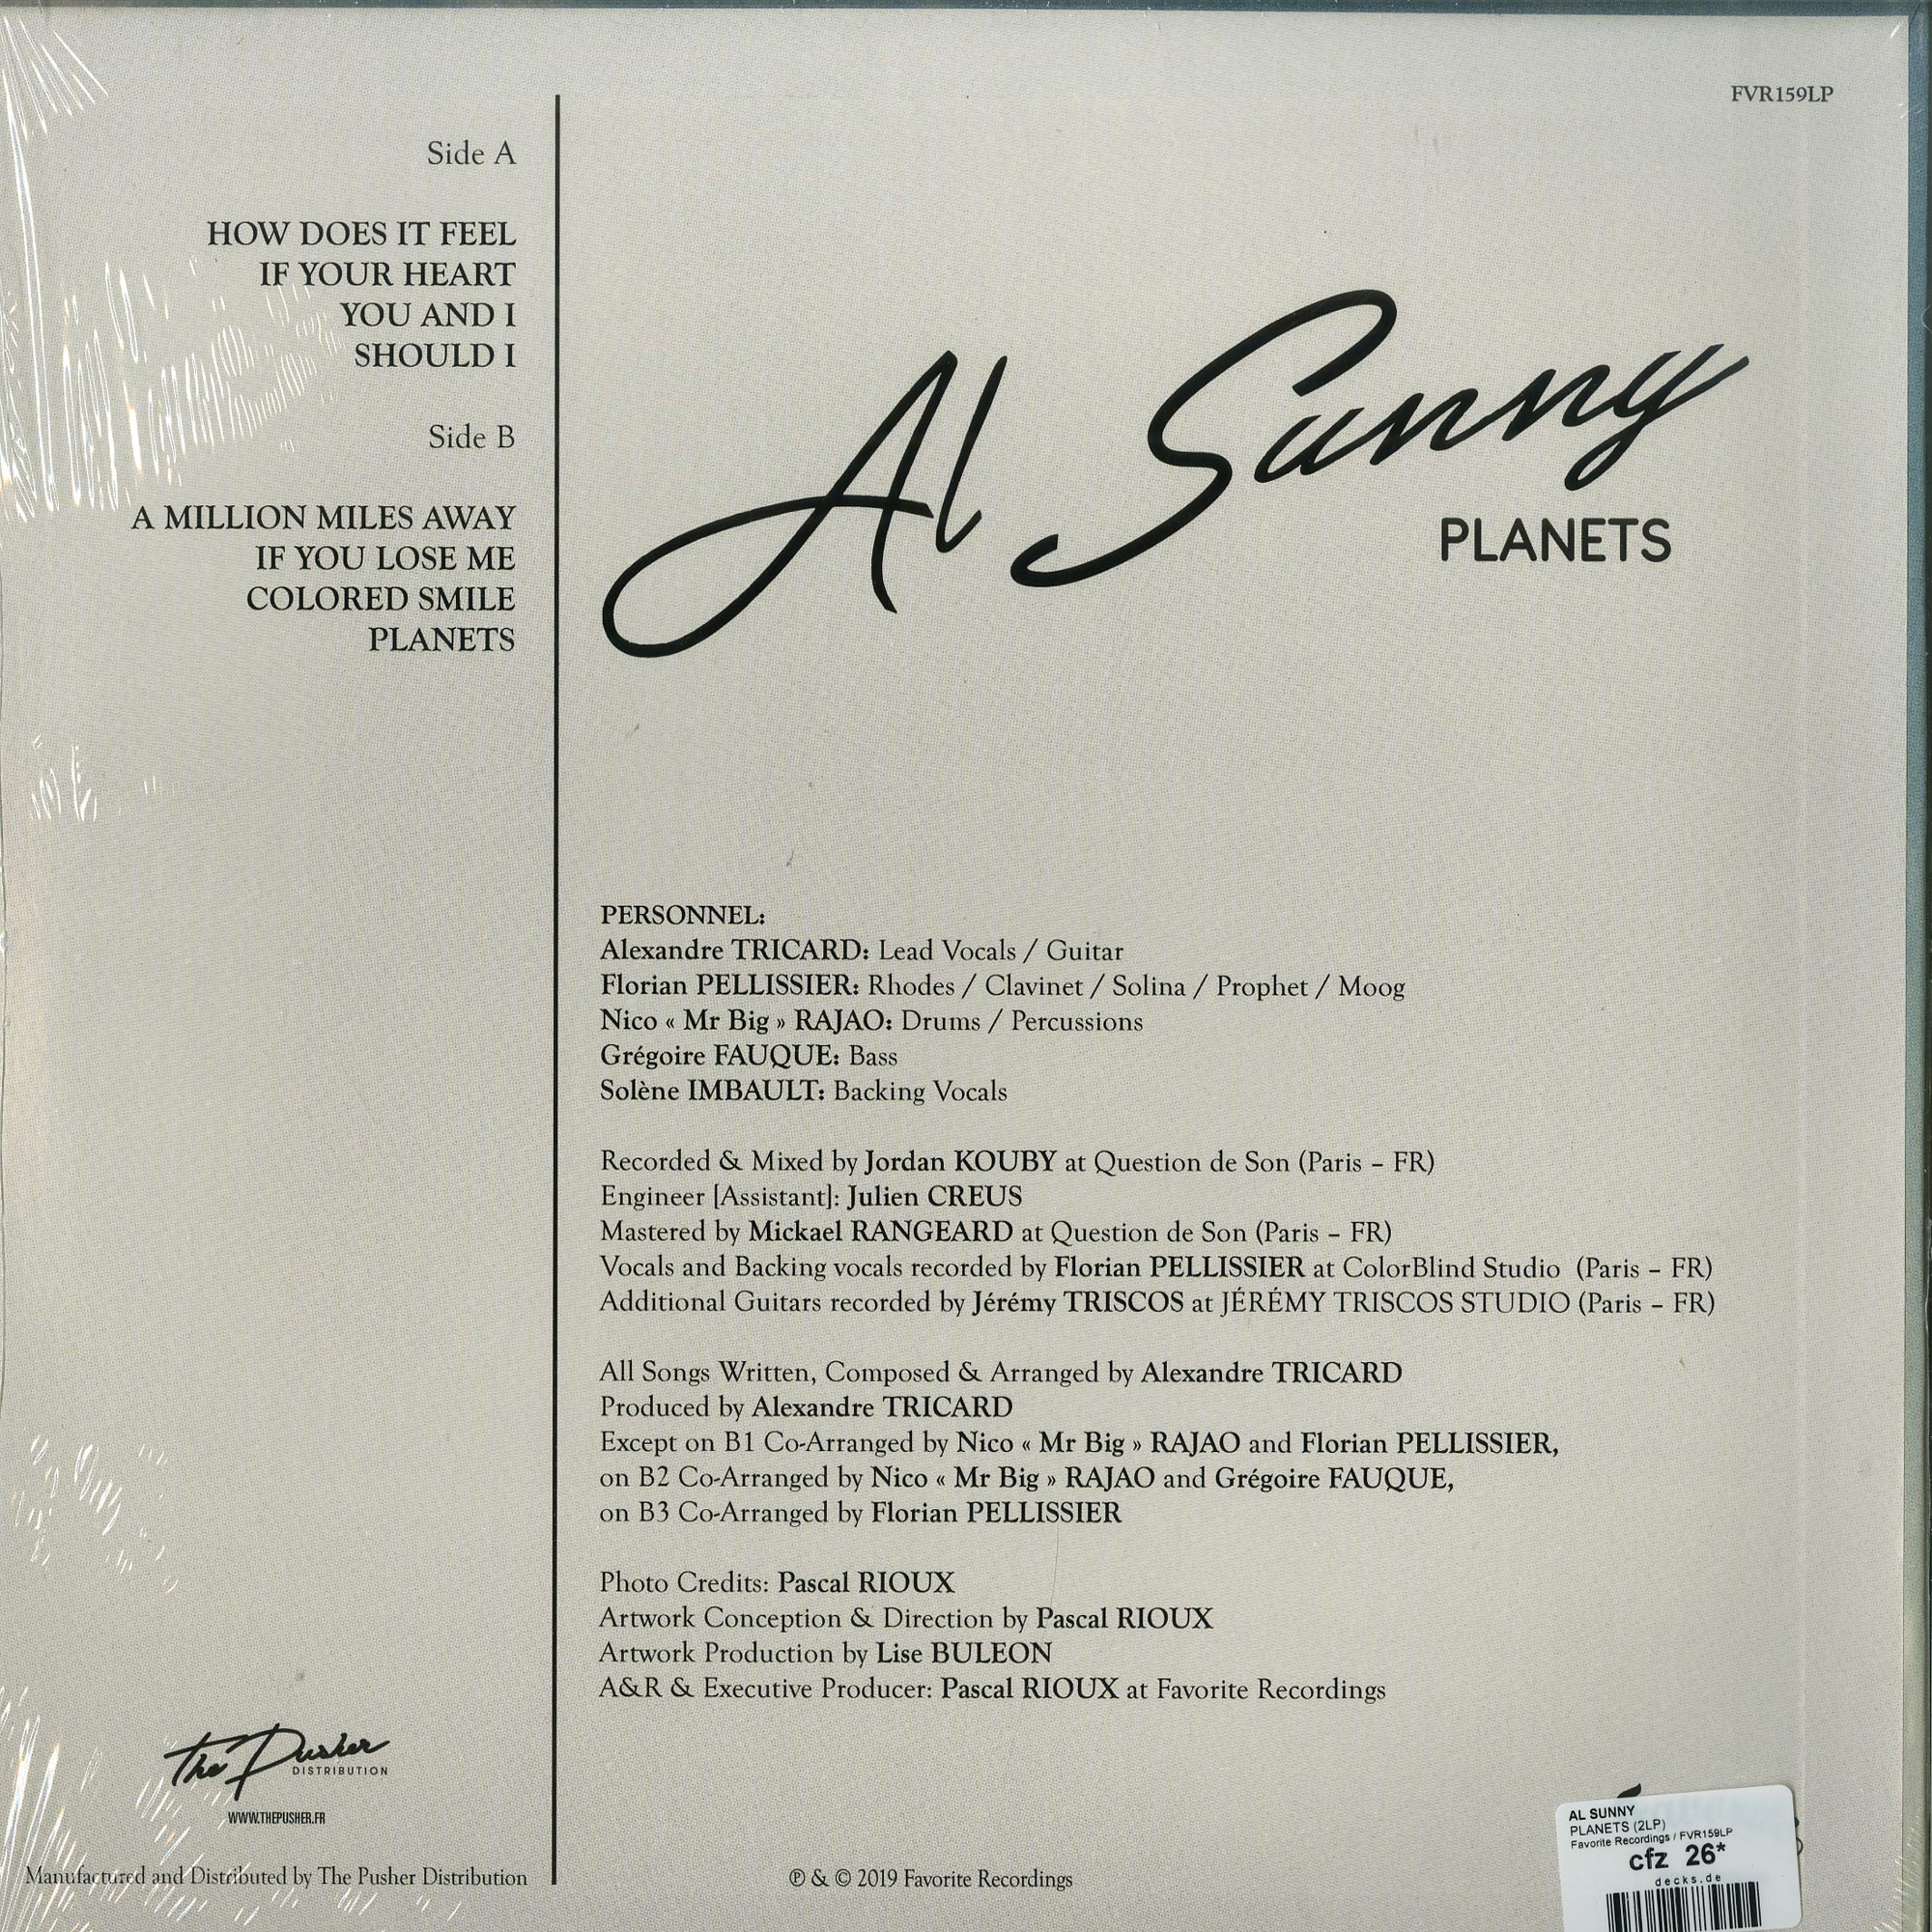 FVR159LP
Side A
HOW DOES IT FEEL
IF YOUR HEART
YOU AND I
SHOULD I
Side B
A MILLION MILES AWAY
IF YOU LOSE ME
COLORED SMILE
PLANETS
Al Sunny
PLANETS
PERSONNEL:
Alexandre TRICARD: Lead Vocals / Guitar
Florian PELLISSIER: Rhodes / Clavinet / Solina / Prophet / Moog
Nico « Mr Big » RAJAO: Drums / Percussions
Grégoire FAUQUE: Bass
Solène IMBAULT: Backing Vocals
Recorded & Mixed by Jordan KOUBY at Question de Son (Paris – FR)
Engineer [Assistant]: Julien CREUS
Mastered by Mickael RANGEARD at Question de Son (Paris – FR)
Vocals and Backing vocals recorded by Florian PELLISSIER at ColorBlind Studio (Paris – FR)
Additional Guitars recorded by Jérémy TRISCOS at JÉRÉMY TRISCOS STUDIO (Paris – FR)
All Songs Written, Composed & Arranged by Alexandre TRICARD
Produced by Alexandre TRICARD
Except on B1 Co-Arranged by Nico « Mr Big » RAJAO and Florian PELLISSIER,
on B2 Co-Arranged by Nico « Mr Big » RAJAO and Grégoire FAUQUE,
on B3 Co-Arranged by Florian PELLISSIER
Photo Credits: Pascal RIOUX
Artwork Conception & Direction by Pascal RIOUX
Artwork Production by Lise BULEON
A&R & Executive Producer: Pascal RIOUX at Favorite Recordings
The Pusher
DISTRIBUTION
WWW.THEPUSHER.FR
Manufactured and Distributed by The Pusher Distribution
℗ & © 2019 Favorite Recordings
AL SUNNY
PLANETS (2LP)
Favorite Recordings / FVR159LP
cfz 26*
decks.de